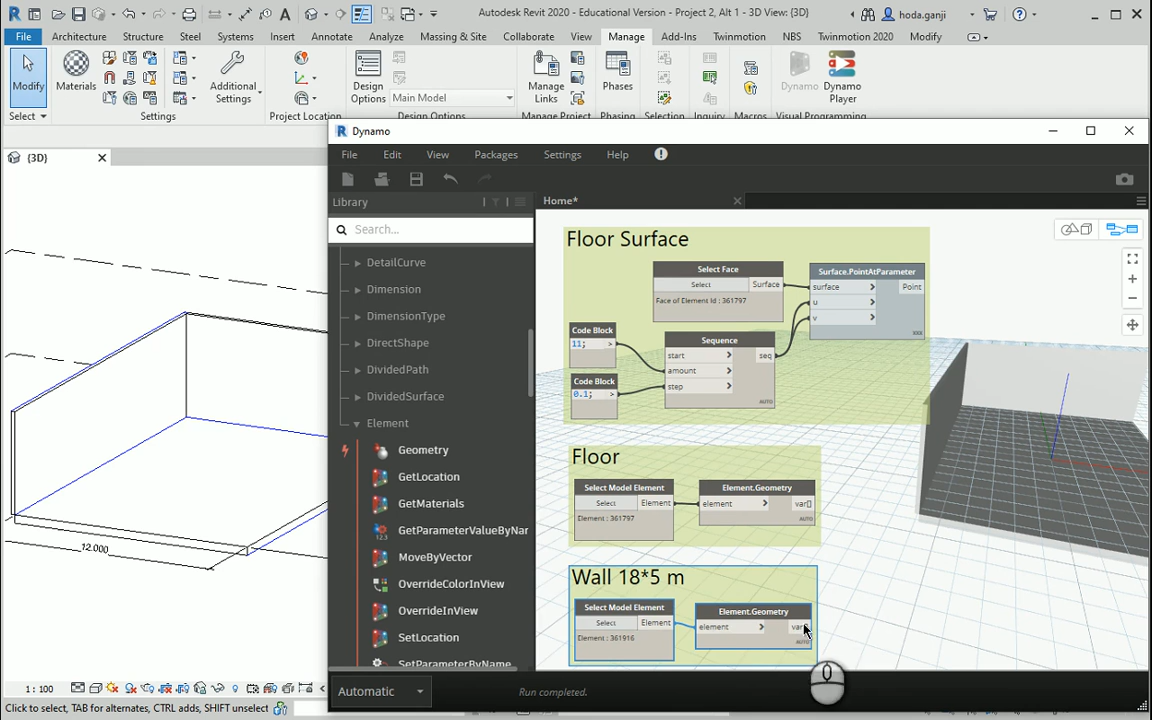 Autodesk Revit 2020 - Educational Version - Project 2, Alt 1 - 3D View: {3D}
hoda.ganji
File Architecture Structure Steel Systems Insert Annotate Analyze Massing & Site Collaborate View Manage Add-Ins Twinmotion NBS Twinmotion 2020 Modify
Modify
Materials
Additional Settings
Design Options
Main Model
Manage Links
Phases
Dynamo
Dynamo Player
Select
Settings
Project Location
Design Options
Manage Project
Phasing
Selection
Inquiry
Macros
Visual Programming
{3D}
Dynamo
File Edit View Packages Settings Help
Library
Home*
Search...
DetailCurve
Dimension
DimensionType
DirectShape
DividedPath
DividedSurface
Element
Geometry
GetLocation
GetMaterials
GetParameterValueByNar
MoveByVector
OverrideColorInView
OverrideInView
SetLocation
SetParameterByName
Floor Surface
Select Face
Select Surface
Face of Element Id : 361797
Surface.PointAtParameter
surface > Point
u >
v >
XXX
Code Block
11; >
Code Block
0.1; >
Sequence
start > seq
amount >
step >
AUTO
Floor
Select Model Element
Select Element
Element : 361797
Element.Geometry
element > var[]
AUTO
Wall 18*5 m
Select Model Element
Select Element
Element : 361916
Element.Geometry
element >
12.000
1 : 100
Automatic
Run completed.
Click to select, TAB for alternates, CTRL adds, SHIFT unselect